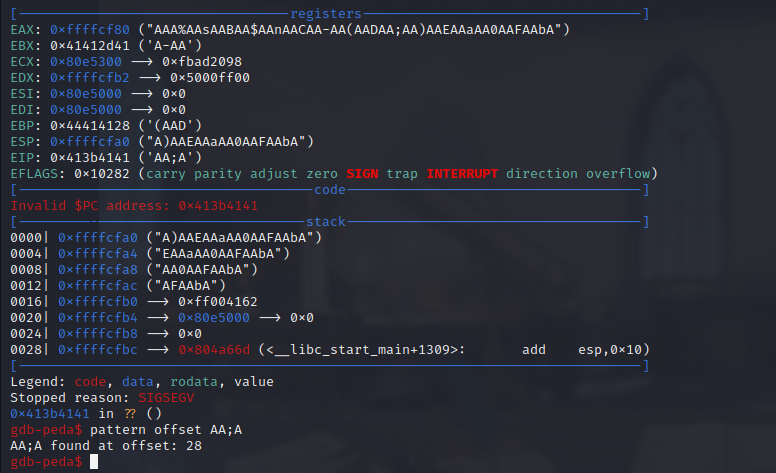 [----------------------------------registers-----------------------------------]
EAX: 0xffffcf80 ("AAA%AAsAABAA$AAnAACAA-AA(AADAA;AA)AAEAAaAA0AAFAAbA")
EBX: 0x41412d41 ('A-AA')
ECX: 0x80e5300 --> 0xfbad2098
EDX: 0xffffcfb2 --> 0x5000ff00
ESI: 0x80e5000 --> 0x0
EDI: 0x80e5000 --> 0x0
EBP: 0x44414128 ('(AAD')
ESP: 0xffffcfa0 ("A)AAEAAaAA0AAFAAbA")
EIP: 0x413b4141 ('AA;A')
EFLAGS: 0x10282 (carry parity adjust zero SIGN trap INTERRUPT direction overflow)
[-------------------------------------code-------------------------------------]
Invalid $PC address: 0x413b4141
[------------------------------------stack-------------------------------------]
0000| 0xffffcfa0 ("A)AAEAAaAA0AAFAAbA")
0004| 0xffffcfa4 ("EAAaAA0AAFAAbA")
0008| 0xffffcfa8 ("AA0AAFAAbA")
0012| 0xffffcfac ("AFAAbA")
0016| 0xffffcfb0 --> 0xff004162
0020| 0xffffcfb4 --> 0x80e5000 --> 0x0
0024| 0xffffcfb8 --> 0x0
0028| 0xffffcfbc --> 0x804a66d (<__libc_start_main+1309>: add esp,0x10)
[------------------------------------------------------------------------------]
Legend: code, data, rodata, value
Stopped reason: SIGSEGV
0x413b4141 in ?? ()
gdb-peda$ pattern offset AA;A
AA;A found at offset: 28
gdb-peda$